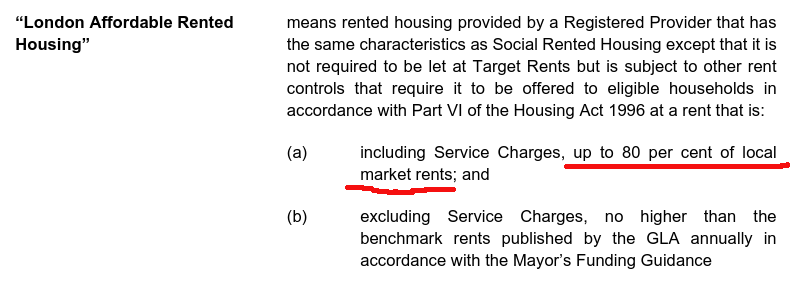 “London Affordable Rented
Housing”
means rented housing provided by a Registered Provider that has
the same characteristics as Social Rented Housing except that it is
not required to be let at Target Rents but is subject to other rent
controls that require it to be offered to eligible households in
accordance with Part VI of the Housing Act 1996 at a rent that is:
(a) including Service Charges, up to 80 per cent of local
market rents; and
(b) excluding Service Charges, no higher than the
benchmark rents published by the GLA annually in
accordance with the Mayor’s Funding Guidance